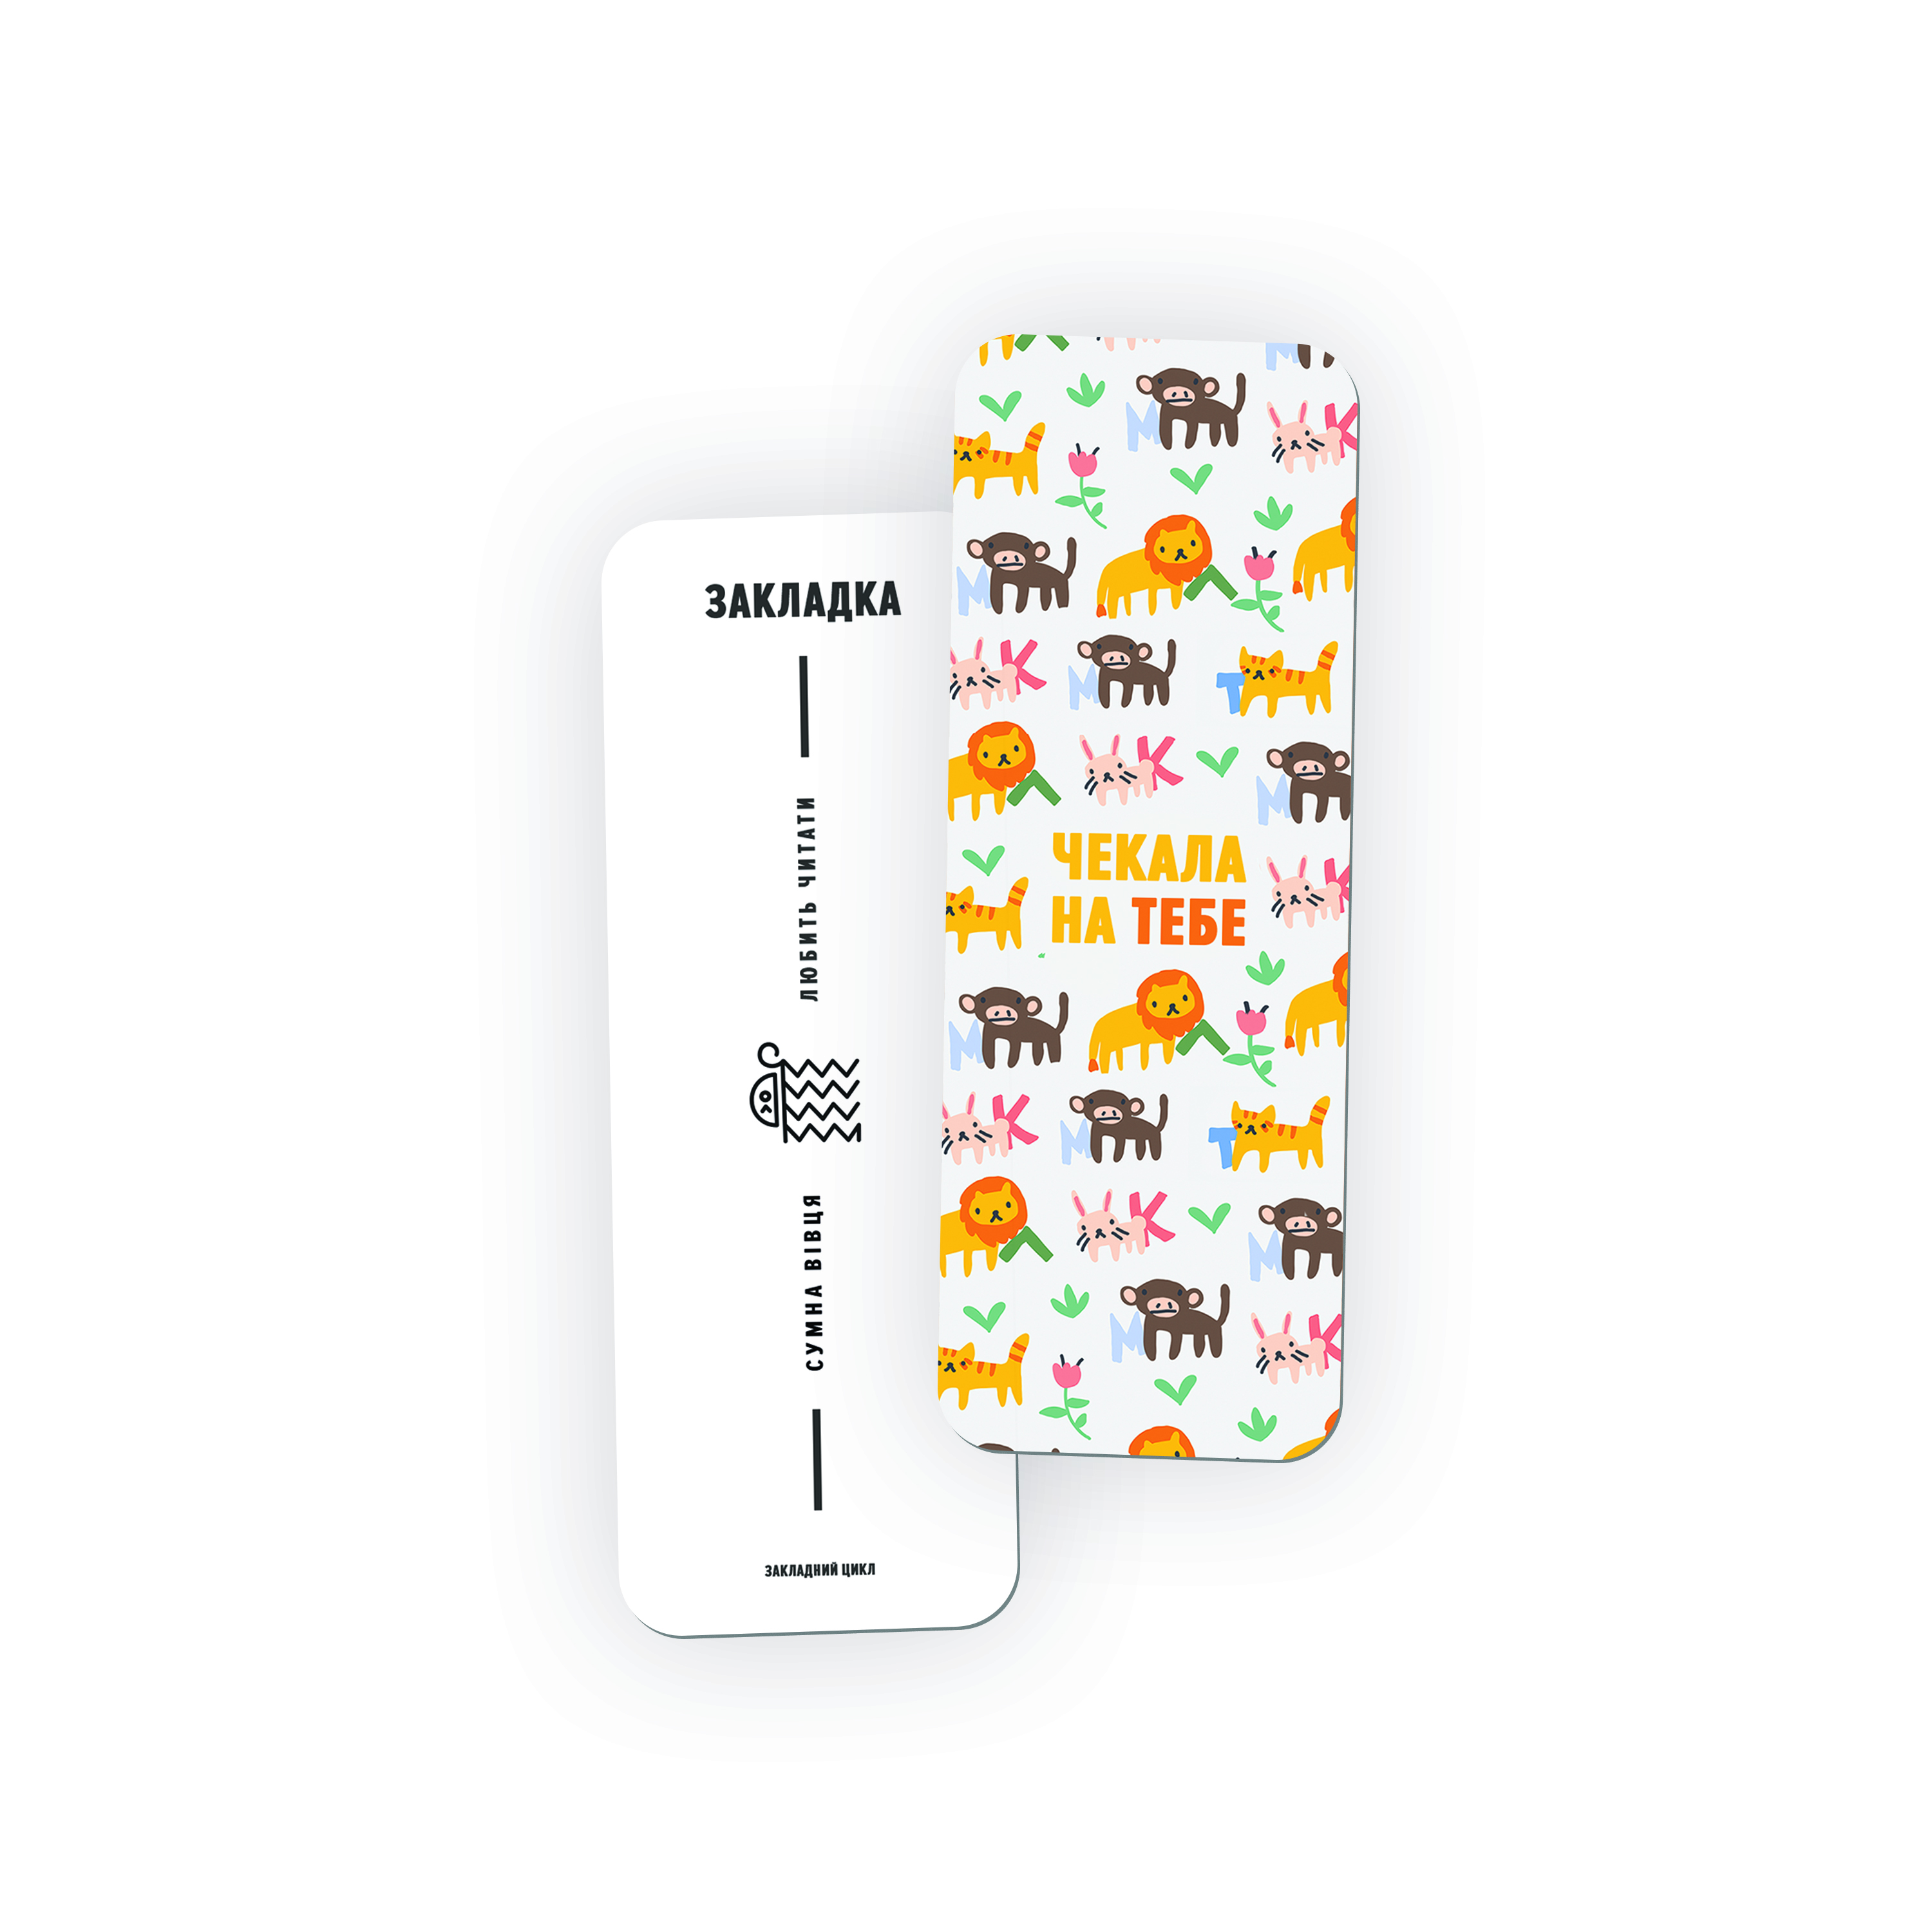 ЗАКЛАДКА
ЛЮБИТЬ ЧИТАТИ
СУМНА ВІВЦЯ
ЗАКЛАДНИЙ ЦИКЛ
М
К
М
Л
К
М
Т
Л
К
М
ЧЕКАЛА
НА ТЕБЕ
К
М
Л
К
М
Т
Л
К
М
М
К